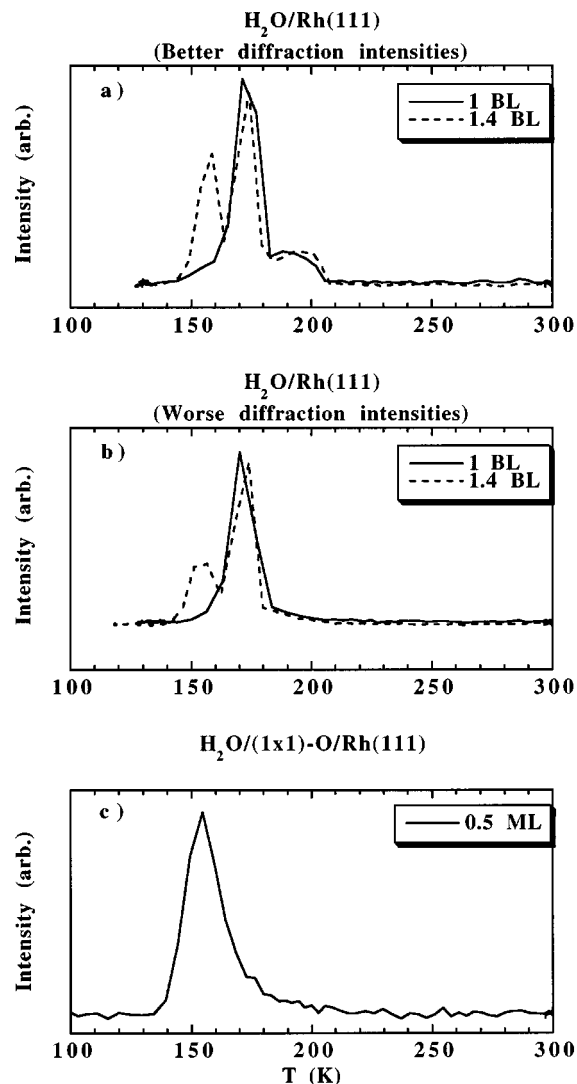 H2O/Rh(111)
(Better diffraction intensities)
a)
1 BL
1.4 BL
Intensity (arb.)
100 150 200 250 300
H2O/Rh(111)
(Worse diffraction intensities)
b)
1 BL
1.4 BL
Intensity (arb.)
100 150 200 250 300
H2O/(1x1)-O/Rh(111)
c)
0.5 ML
Intensity (arb.)
100 150 200 250 300
T (K)